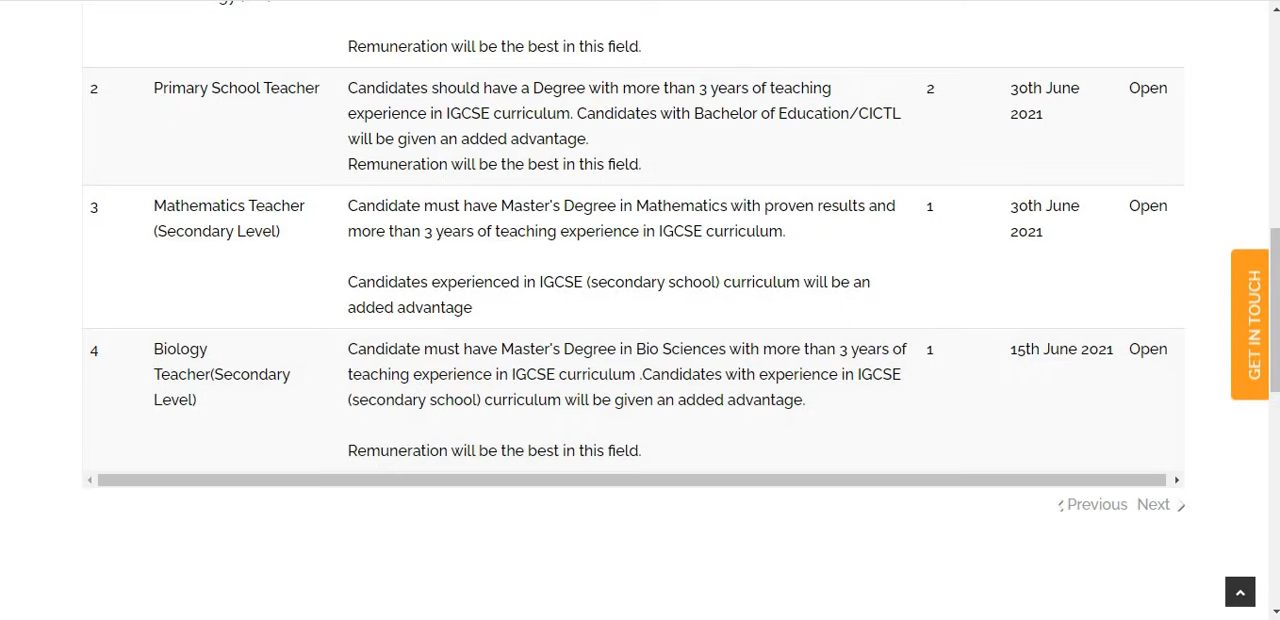 Remuneration will be the best in this field.
2 Primary School Teacher Candidates should have a Degree with more than 3 years of teaching 2 30th June Open
experience in IGCSE curriculum. Candidates with Bachelor of Education/CICTL 2021
will be given an added advantage.
Remuneration will be the best in this field.
3 Mathematics Teacher Candidate must have Master's Degree in Mathematics with proven results and 1 30th June Open
(Secondary Level) more than 3 years of teaching experience in IGCSE curriculum. 2021
Candidates experienced in IGCSE (secondary school) curriculum will be an
added advantage
4 Biology Candidate must have Master's Degree in Bio Sciences with more than 3 years of 1 15th June 2021 Open
Teacher(Secondary teaching experience in IGCSE curriculum .Candidates with experience in IGCSE
Level) (secondary school) curriculum will be given an added advantage.
Remuneration will be the best in this field.
Previous Next
GET IN TOUCH